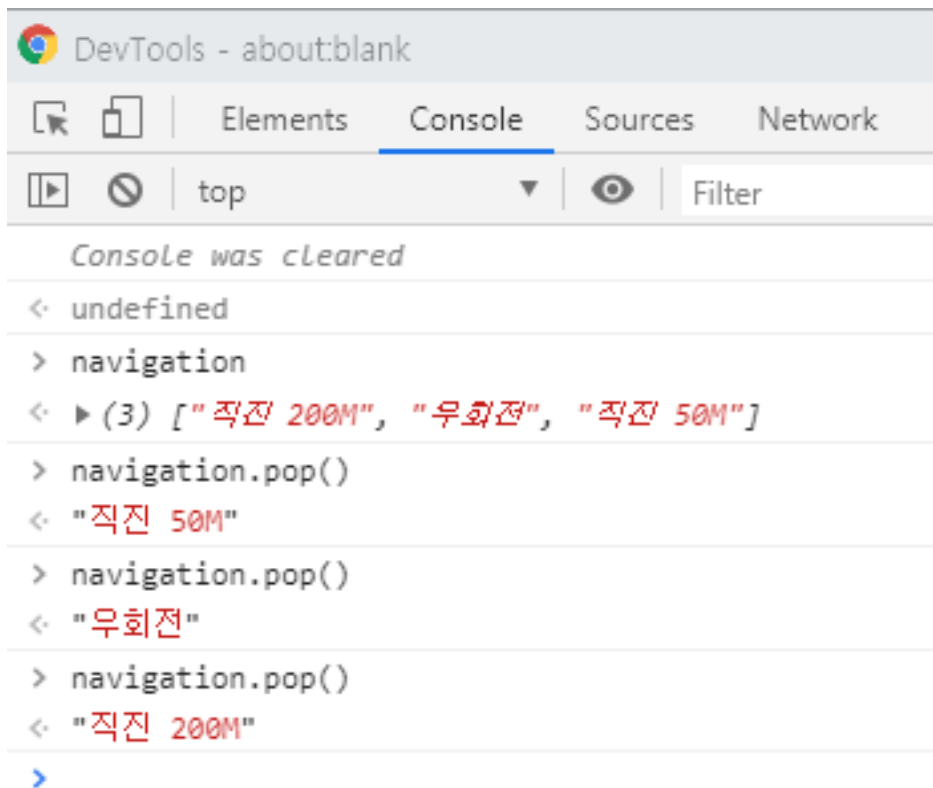 DevTools - about:blank
Elements Console Sources Network
top Filter
Console was cleared
undefined
navigation
(3) ["직진 200M", "우회전", "직진 50M"]
navigation.pop()
"직진 50M"
navigation.pop()
"우회전"
navigation.pop()
"직진 200M"